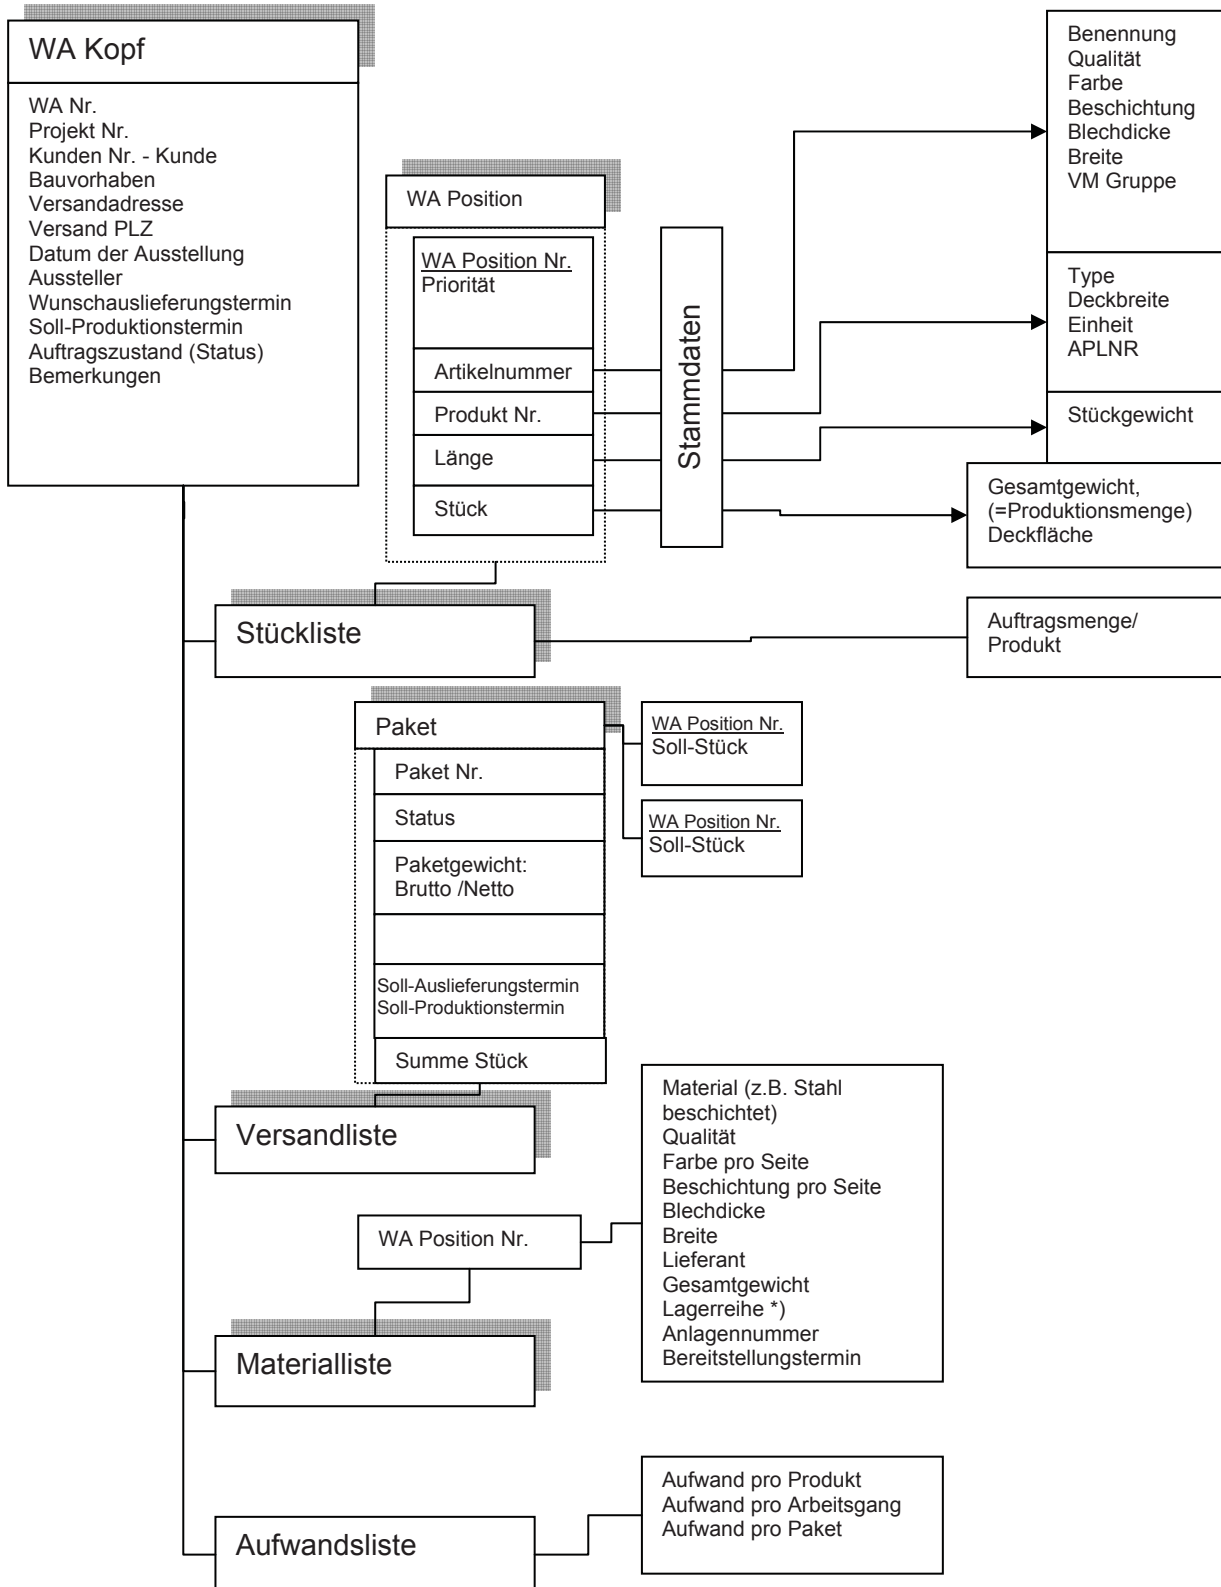 WA Kopf
WA Nr.
Projekt Nr.
Kunden Nr. - Kunde
Bauvorhaben
Versandadresse
Versand PLZ
Datum der Ausstellung
Aussteller
Wunschauslieferungstermin
Soll-Produktionstermin
Auftragszustand (Status)
Bemerkungen
WA Position
WA Position Nr.
Priorität
Artikelnummer
Produkt Nr.
Länge
Stück
Stammdaten
Benennung
Qualität
Farbe
Beschichtung
Blechdicke
Breite
VM Gruppe
Type
Deckbreite
Einheit
APLNR
Stückgewicht
Gesamtgewicht,
(=Produktionsmenge)
Deckfläche
Stückliste
Auftragsmenge/
Produkt
Paket
Paket Nr.
Status
Paketgewicht:
Brutto /Netto
Soll-Auslieferungstermin
Soll-Produktionstermin
Summe Stück
WA Position Nr.
Soll-Stück
WA Position Nr.
Soll-Stück
Versandliste
WA Position Nr.
Material (z.B. Stahl
beschichtet)
Qualität
Farbe pro Seite
Beschichtung pro Seite
Blechdicke
Breite
Lieferant
Gesamtgewicht
Lagerreihe *)
Anlagennummer
Bereitstellungstermin
Materialliste
Aufwandsliste
Aufwand pro Produkt
Aufwand pro Arbeitsgang
Aufwand pro Paket